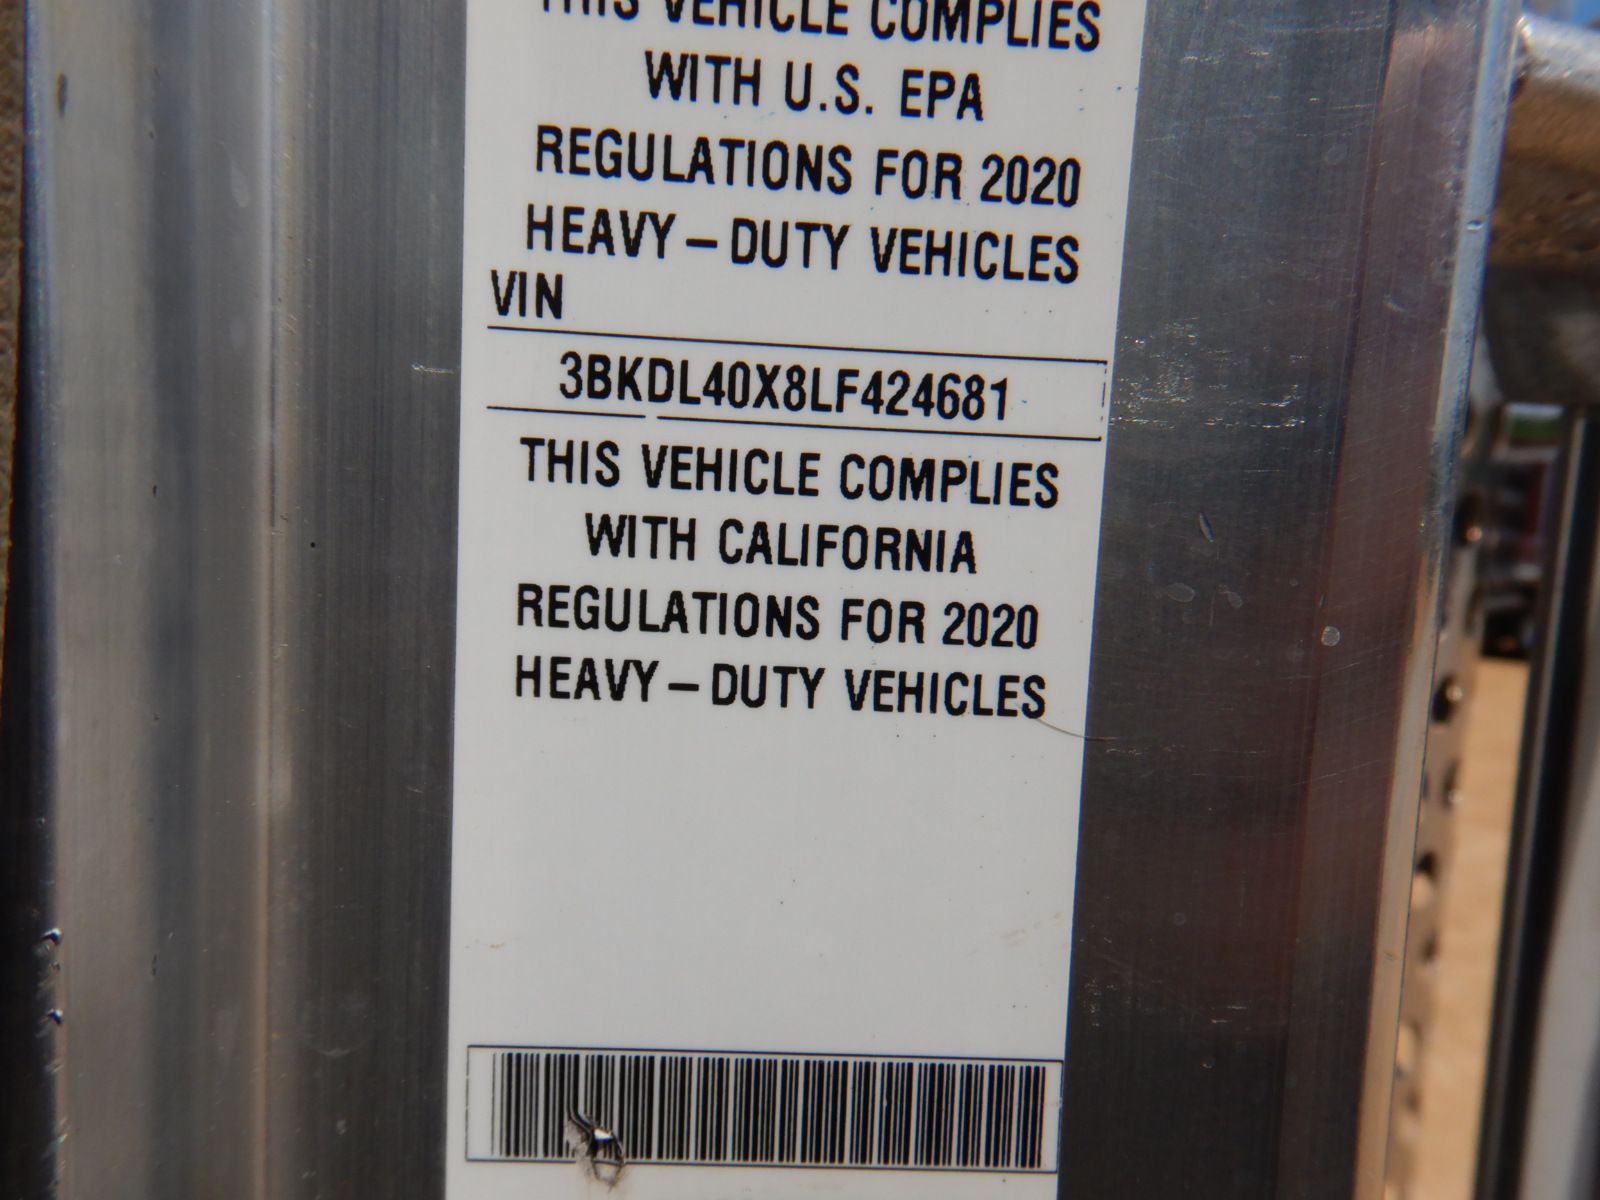 THIS VEHICLE COMPLIES
WITH U.S. EPA
REGULATIONS FOR 2020
HEAVY-DUTY VEHICLES
VIN
3BKDL40X8LF424681
THIS VEHICLE COMPLIES
WITH CALIFORNIA
REGULATIONS FOR 2020
HEAVY-DUTY VEHICLES